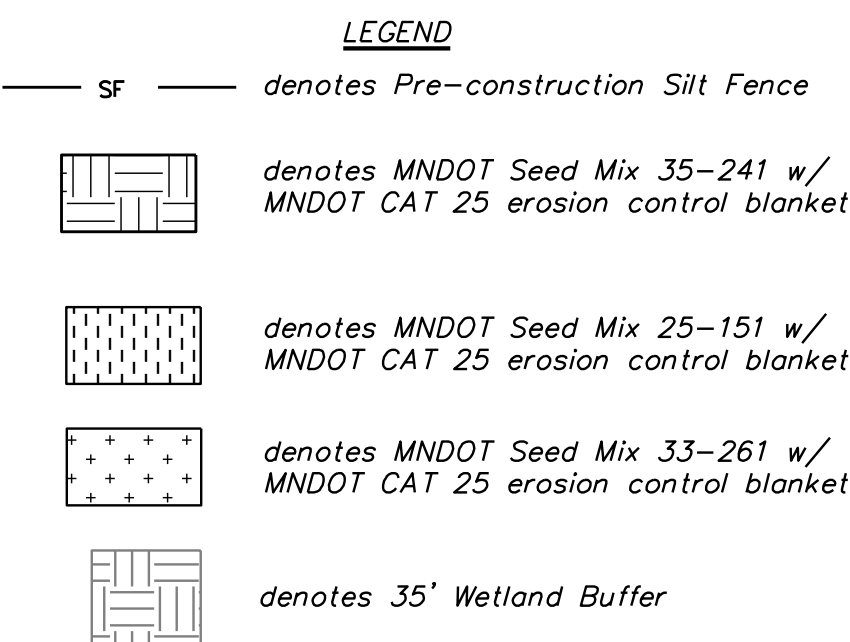 LEGEND
SF denotes Pre-construction Silt Fence
denotes MNDOT Seed Mix 35-241 w/
MNDOT CAT 25 erosion control blanket
denotes MNDOT Seed Mix 25-151 w/
MNDOT CAT 25 erosion control blanket
denotes MNDOT Seed Mix 33-261 w/
MNDOT CAT 25 erosion control blanket
denotes 35' Wetland Buffer